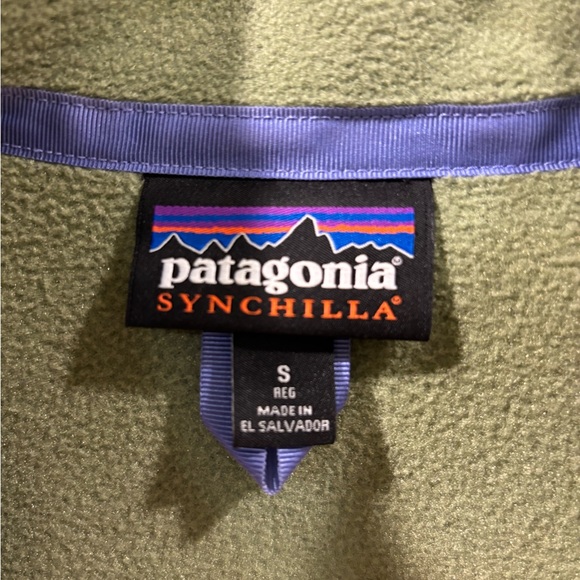 patagonia®
SYNCHILLA®
S
REG
MADE IN
EL SALVADOR